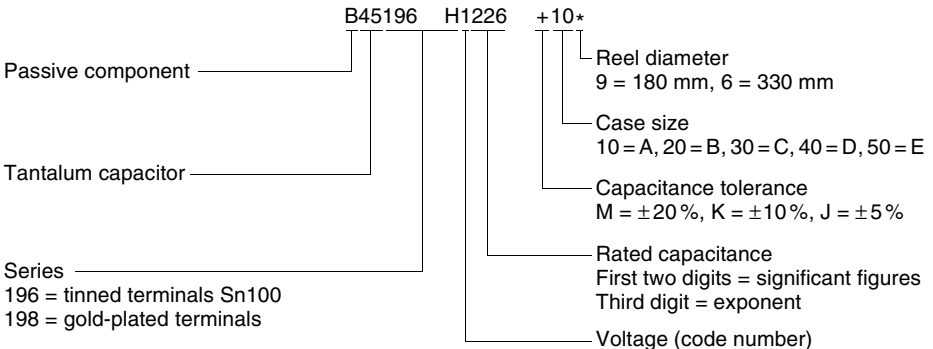 B45196 H1226 +10*
Passive component
Tantalum capacitor
Series
196 = tinned terminals Sn100
198 = gold-plated terminals
Reel diameter
9 = 180 mm, 6 = 330 mm
Case size
10 = A, 20 = B, 30 = C, 40 = D, 50 = E
Capacitance tolerance
M = ±20 %, K = ±10 %, J = ±5 %
Rated capacitance
First two digits = significant figures
Third digit = exponent
Voltage (code number)